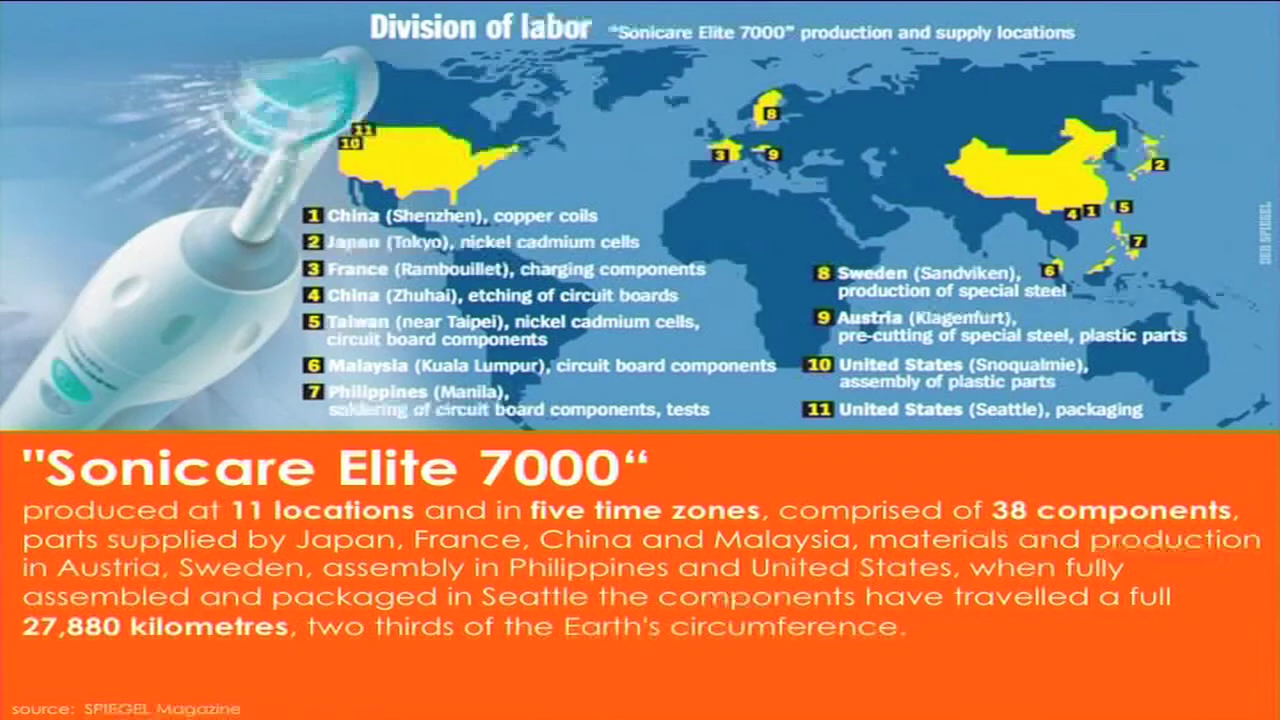 Division of labor "Sonicare Elite 7000" production and supply locations
11
10
8
3
9
2
4 1 5
7
6
1 China (Shenzhen), copper coils
2 Japan (Tokyo), nickel cadmium cells
3 France (Rambouillet), charging components
4 China (Zhuhai), etching of circuit boards
5 Taiwan (near Taipei), nickel cadmium cells,
circuit board components
6 Malaysia (Kuala Lumpur), circuit board components
7 Philippines (Manila),
soldering of circuit board components, tests
8 Sweden (Sandviken),
production of special steel
9 Austria (Klagenfurt),
pre-cutting of special steel, plastic parts
10 United States (Snoqualmie),
assembly of plastic parts
11 United States (Seattle), packaging
DER SPIEGEL
"Sonicare Elite 7000“
produced at 11 locations and in five time zones, comprised of 38 components,
parts supplied by Japan, France, China and Malaysia, materials and production
in Austria, Sweden, assembly in Philippines and United States, when fully
assembled and packaged in Seattle the components have travelled a full
27,880 kilometres, two thirds of the Earth's circumference.
source: SPIEGEL Magazine